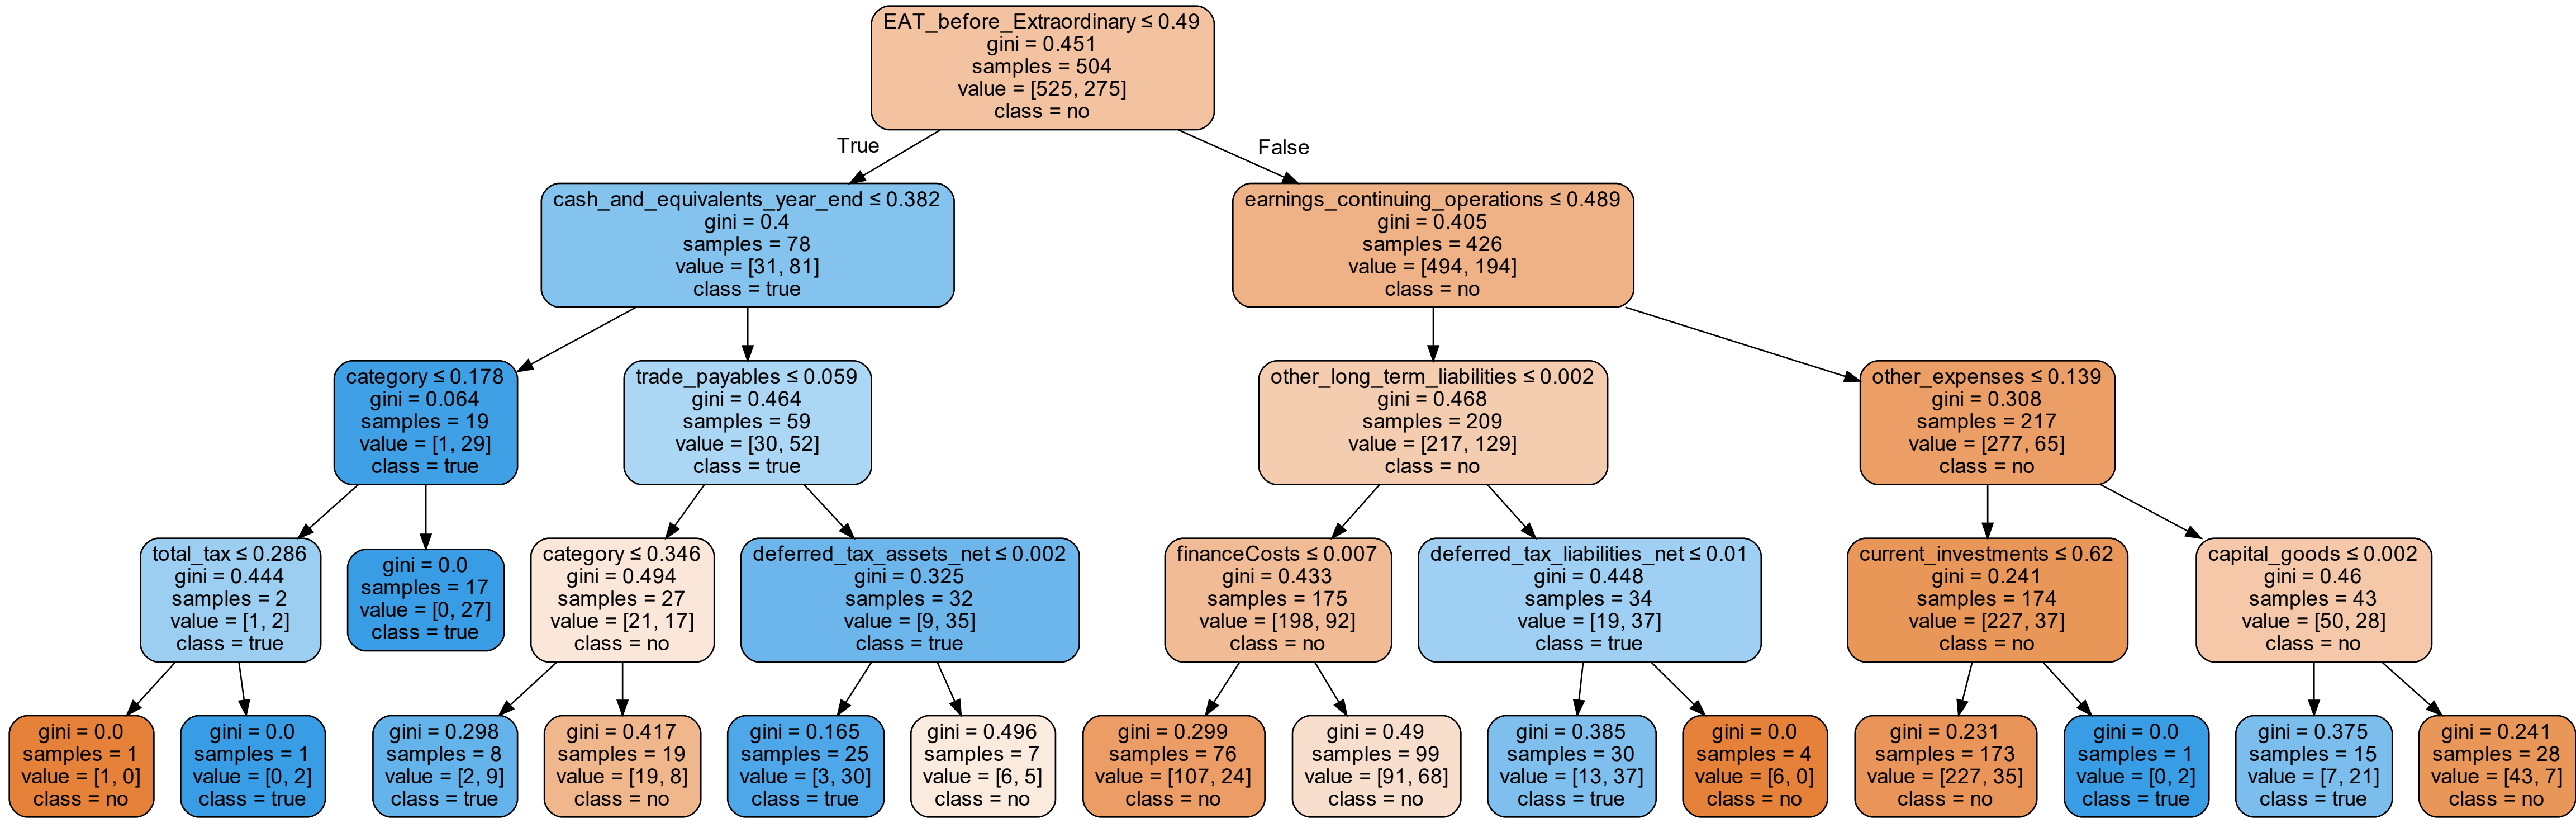 EAT_before_Extraordinary ≤ 0.49
gini = 0.451
samples = 504
value = [525, 275]
class = no
True
False
cash_and_equivalents_year_end ≤ 0.382
gini = 0.4
samples = 78
value = [31, 81]
class = true
earnings_continuing_operations ≤ 0.489
gini = 0.405
samples = 426
value = [494, 194]
class = no
category ≤ 0.178
gini = 0.064
samples = 19
value = [1, 29]
class = true
trade_payables ≤ 0.059
gini = 0.464
samples = 59
value = [30, 52]
class = true
other_long_term_liabilities ≤ 0.002
gini = 0.468
samples = 209
value = [217, 129]
class = no
other_expenses ≤ 0.139
gini = 0.308
samples = 217
value = [277, 65]
class = no
total_tax ≤ 0.286
gini = 0.444
samples = 2
value = [1, 2]
class = true
gini = 0.0
samples = 17
value = [0, 27]
class = true
category ≤ 0.346
gini = 0.494
samples = 27
value = [21, 17]
class = no
deferred_tax_assets_net ≤ 0.002
gini = 0.325
samples = 32
value = [9, 35]
class = true
financeCosts ≤ 0.007
gini = 0.433
samples = 175
value = [198, 92]
class = no
deferred_tax_liabilities_net ≤ 0.01
gini = 0.448
samples = 34
value = [19, 37]
class = true
current_investments ≤ 0.62
gini = 0.241
samples = 174
value = [227, 37]
class = no
capital_goods ≤ 0.002
gini = 0.46
samples = 43
value = [50, 28]
class = no
gini = 0.0
samples = 1
value = [1, 0]
class = no
gini = 0.0
samples = 1
value = [0, 2]
class = true
gini = 0.298
samples = 8
value = [2, 9]
class = true
gini = 0.417
samples = 19
value = [19, 8]
class = no
gini = 0.165
samples = 25
value = [3, 30]
class = true
gini = 0.496
samples = 7
value = [6, 5]
class = no
gini = 0.299
samples = 76
value = [107, 24]
class = no
gini = 0.49
samples = 99
value = [91, 68]
class = no
gini = 0.385
samples = 30
value = [13, 37]
class = true
gini = 0.0
samples = 4
value = [6, 0]
class = no
gini = 0.231
samples = 173
value = [227, 35]
class = no
gini = 0.0
samples = 1
value = [0, 2]
class = true
gini = 0.375
samples = 15
value = [7, 21]
class = true
gini = 0.241
samples = 28
value = [43, 7]
class = no